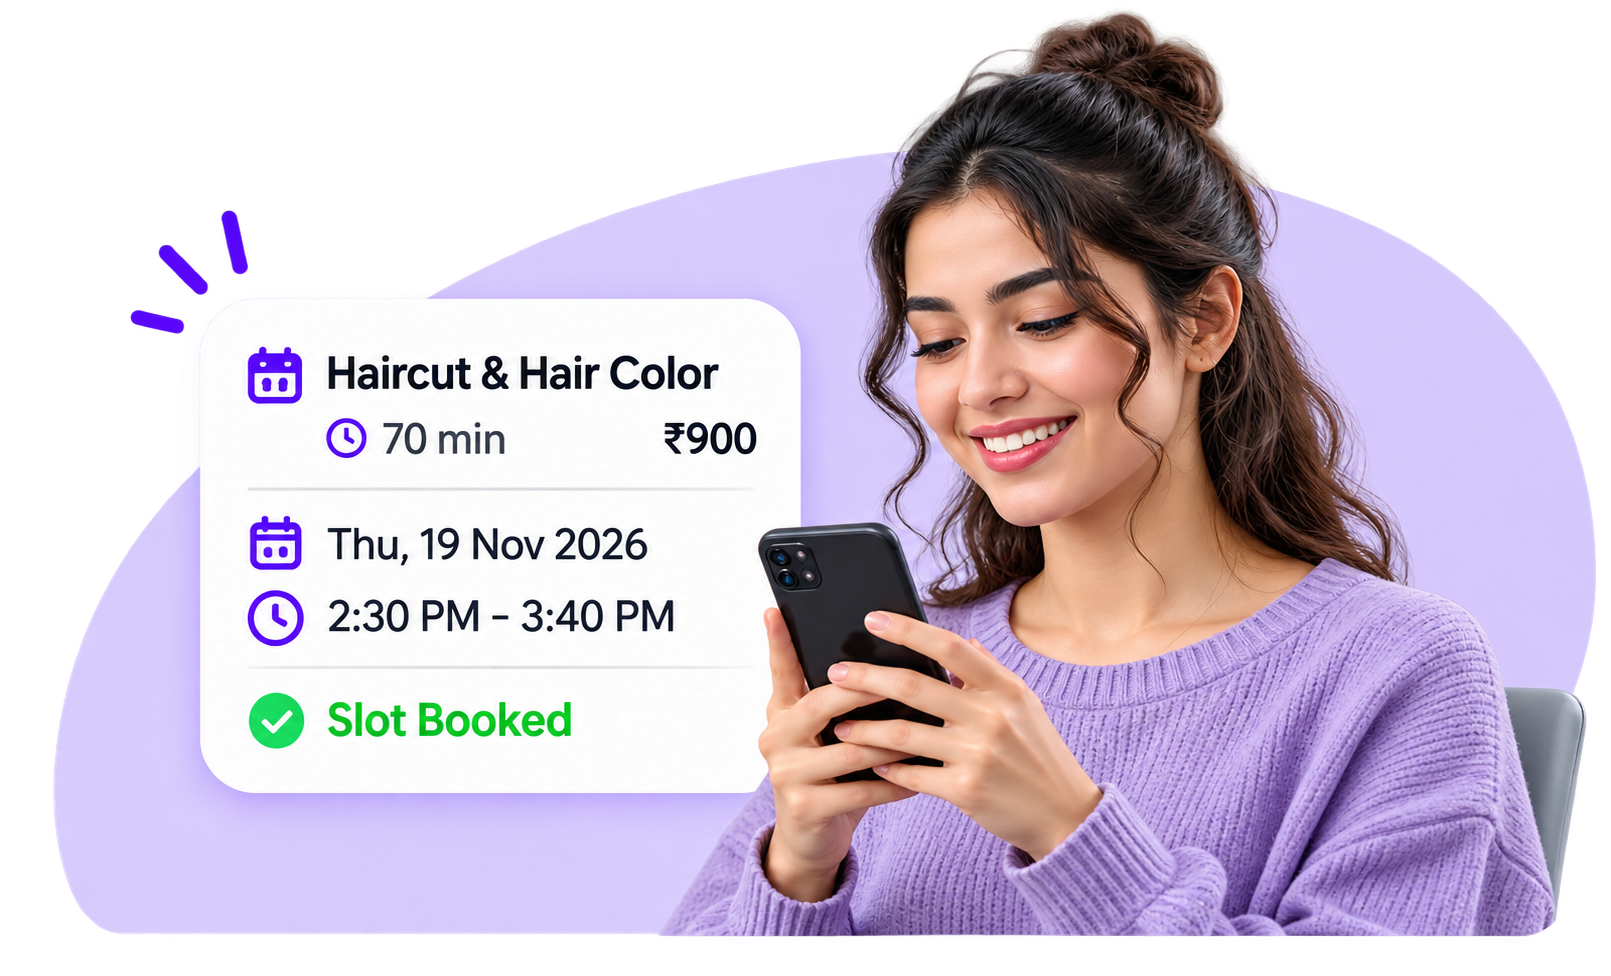 Haircut & Hair Color
70 min ₹900
Thu, 19 Nov 2026
2:30 PM – 3:40 PM
Slot Booked